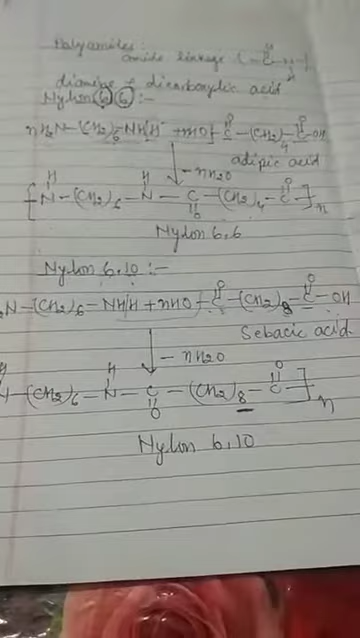 Polyamides:
amide linkage (-C-N-)
O
H
diamine + dicarboxylic acid
Nylon 6 6 :-
nH2N-(CH2)6-NH/H + nHO/-C-(CH2)4-C-OH
O
O
adipic acid
↓ -nH2O
H
H
O
[-N-(CH2)6-N-C-(CH2)4-C-]n
O
Nylon 6,6
Nylon 6,10 :-
2N-(CH2)6-NH/H + nHO/-C-(CH2)8-C-OH
O
O
Sebacic acid
↓ -nH2O
H
H
O
N-(CH2)6-N-C-(CH2)8-C-]n
O
Nylon 6,10